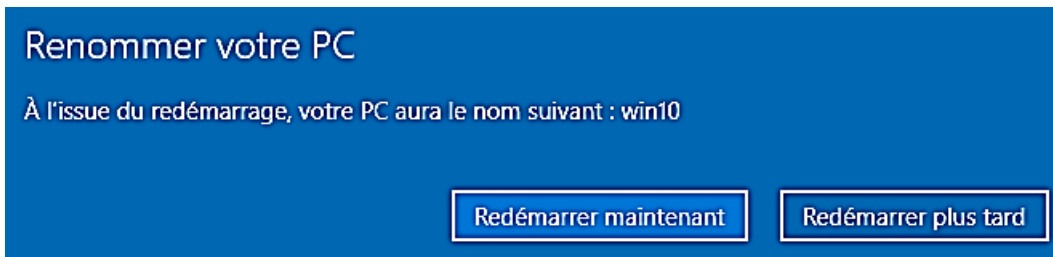 Renommer votre PC
À l'issue du redémarrage, votre PC aura le nom suivant : win10
Redémarrer maintenant
Redémarrer plus tard